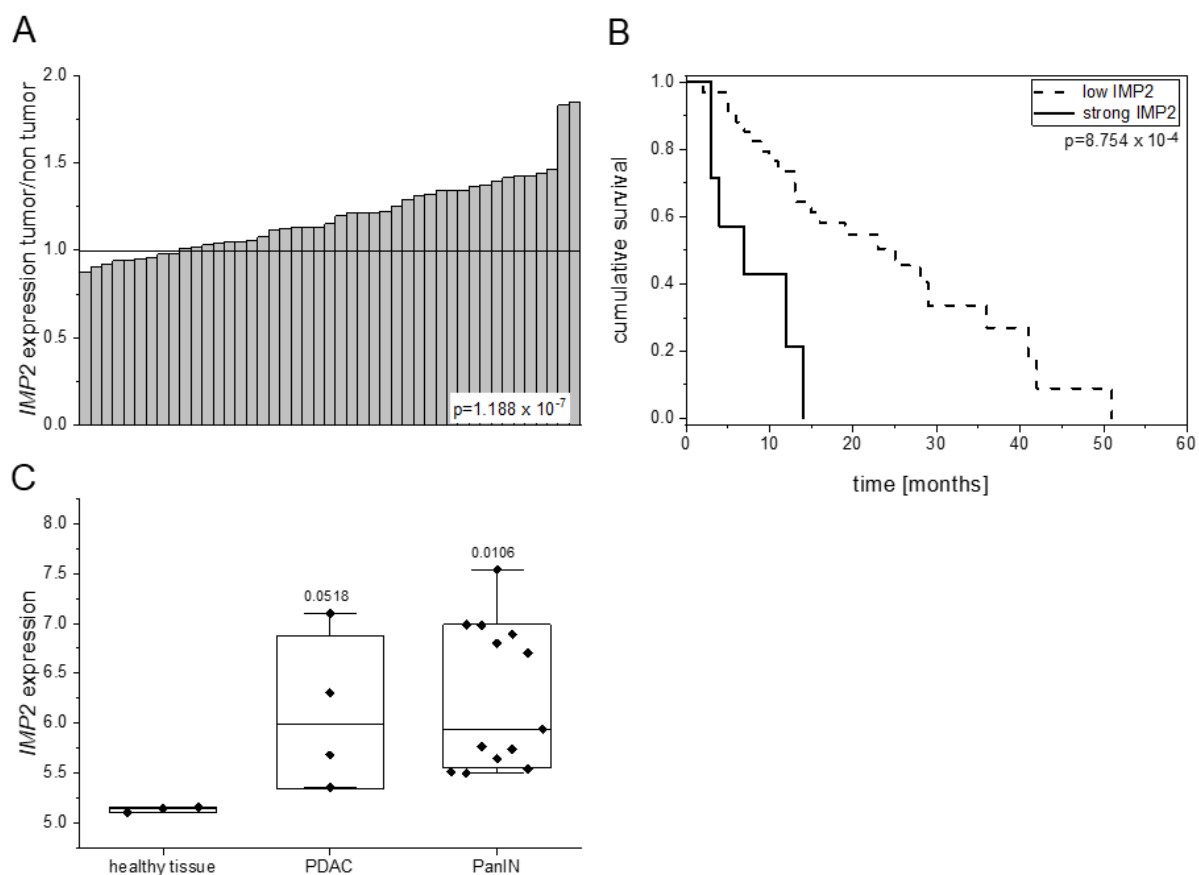 A
IMP2 expression tumor/non tumor
2.0
1.5
1.0
0.5
0.0
p=1.188 x 10-7
B
cumulative survival
1.0
0.8
0.6
0.4
0.2
0.0
low IMP2
strong IMP2
p=8.754 x 10-4
0 10 20 30 40 50 60
time [months]
C
IMP2 expression
8.0
7.5
7.0
6.5
6.0
5.5
5.0
0.0518
0.0106
healthy tissue PDAC PanIN